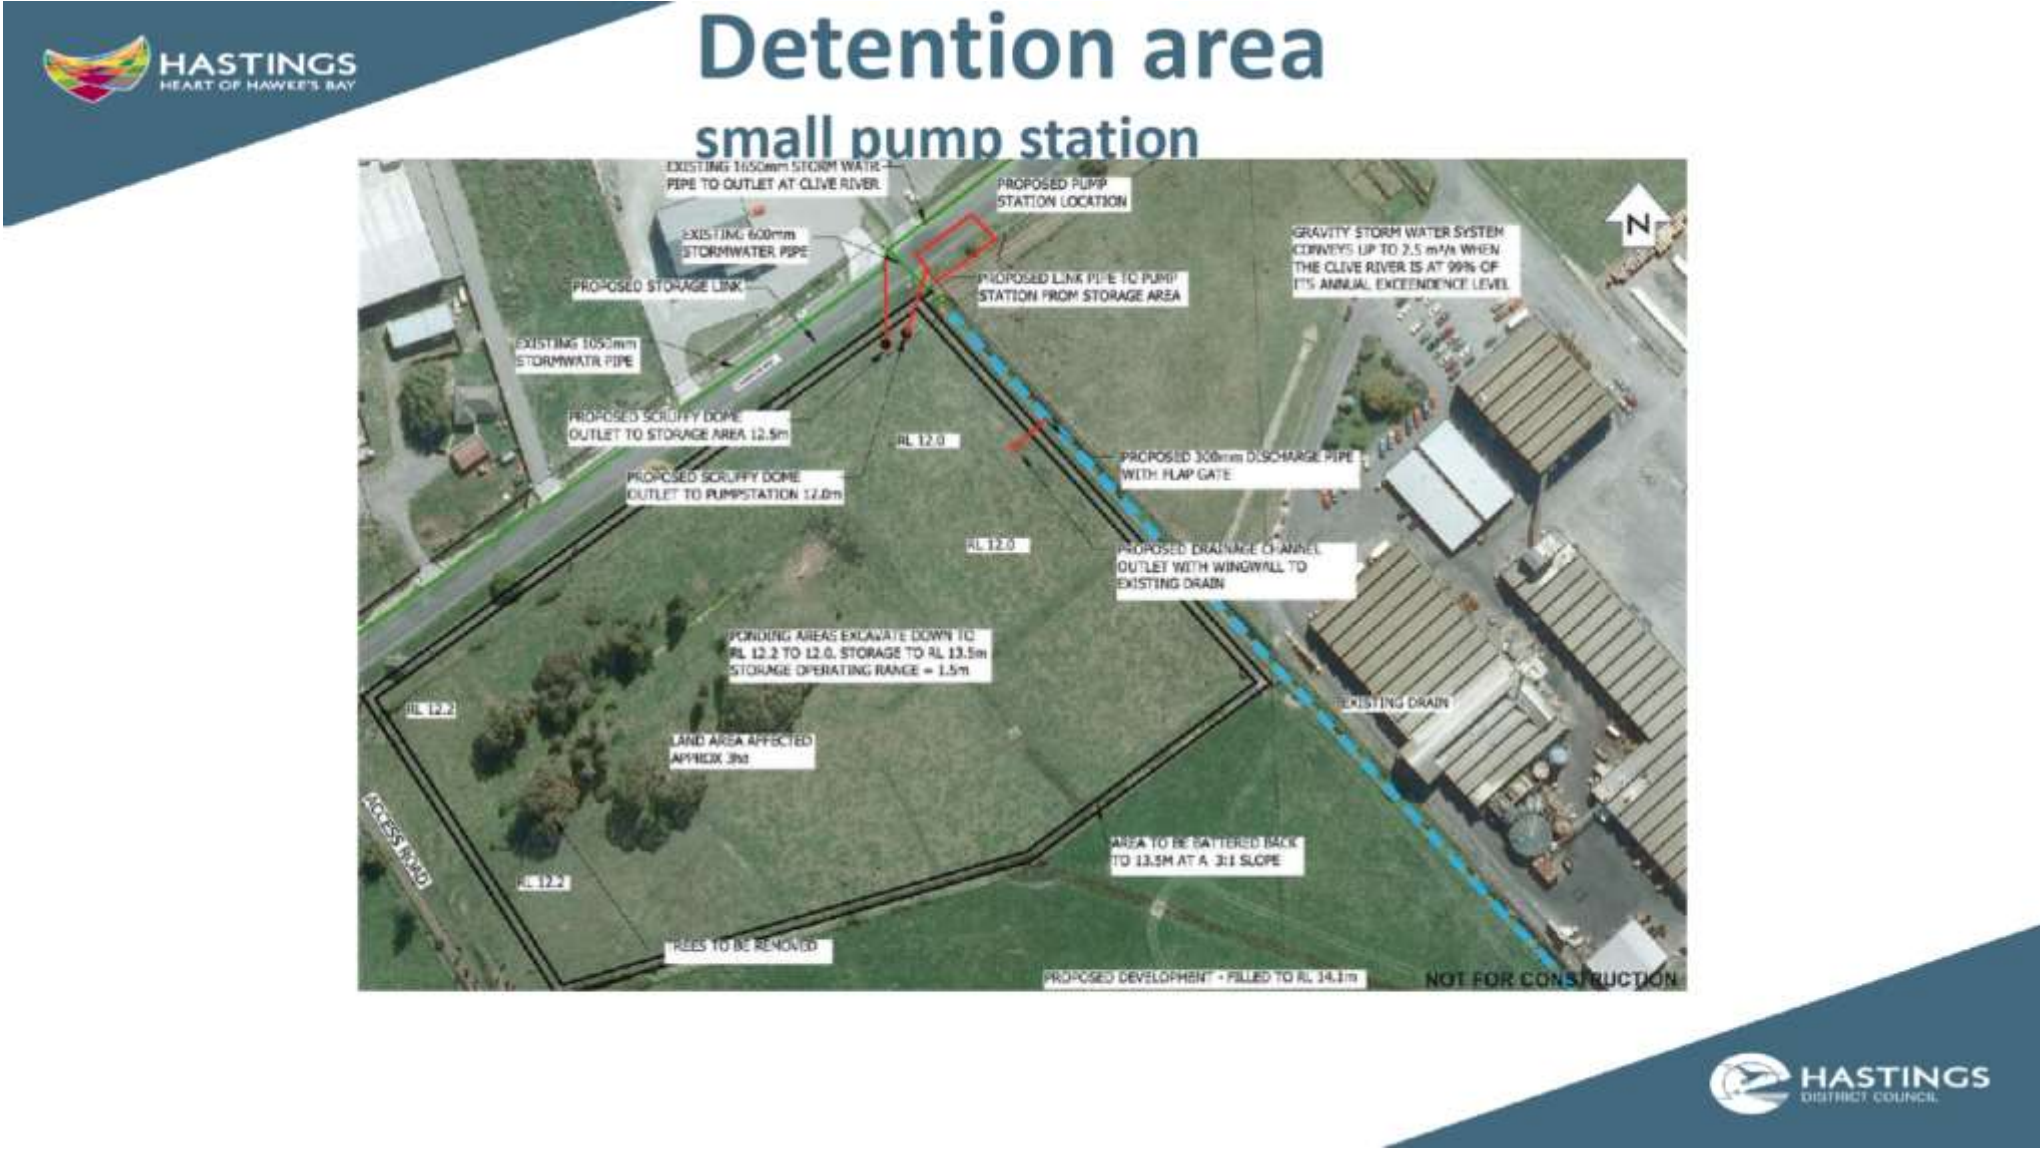 Detention area
small pump station
HASTINGS
HEART OF HAWKE'S BAY
EXISTING 1650mm STORM WATR
PIPE TO OUTLET AT CLIVE RIVER
PROPOSED PUMP
STATION LOCATION
N
EXISTING 600mm
STORMWATER PIPE
GRAVITY STORM WATER SYSTEM
CONVEYS UP TO 2.5 m³/s WHEN
THE CLIVE RIVER IS AT 99% OF
ITS ANNUAL EXCEENDENCE LEVEL
PROPOSED STORAGE LINK
PROPOSED LINK PIPE TO PUMP
STATION FROM STORAGE AREA
EXISTING 1050mm
STORMWATR PIPE
PROPOSED SCRUFFY DOME
OUTLET TO STORAGE AREA 12.5m
RL 12.0
PROPOSED SCRUFFY DOME
OUTLET TO PUMPSTATION 12.0m
PROPOSED 300mm DISCHARGE PIPE
WITH FLAP GATE
RL 12.0
PROPOSED DRAINAGE CHANNEL
OUTLET WITH WINGWALL TO
EXISTING DRAIN
PONDING AREAS EXCAVATE DOWN TO
RL 12.2 TO 12.0. STORAGE TO RL 13.5m
STORAGE OPERATING RANGE = 1.5m
RL 12.2
EXISTING DRAIN
LAND AREA AFFECTED
APPROX 3ha
ACCESS ROAD
AREA TO BE BATTERED BACK
TO 13.5M AT A 3:1 SLOPE
RL 12.2
TREES TO BE REMOVED
PROPOSED DEVELOPMENT - FILLED TO RL 14.1m
NOT FOR CONSTRUCTION
HASTINGS
DISTRICT COUNCIL